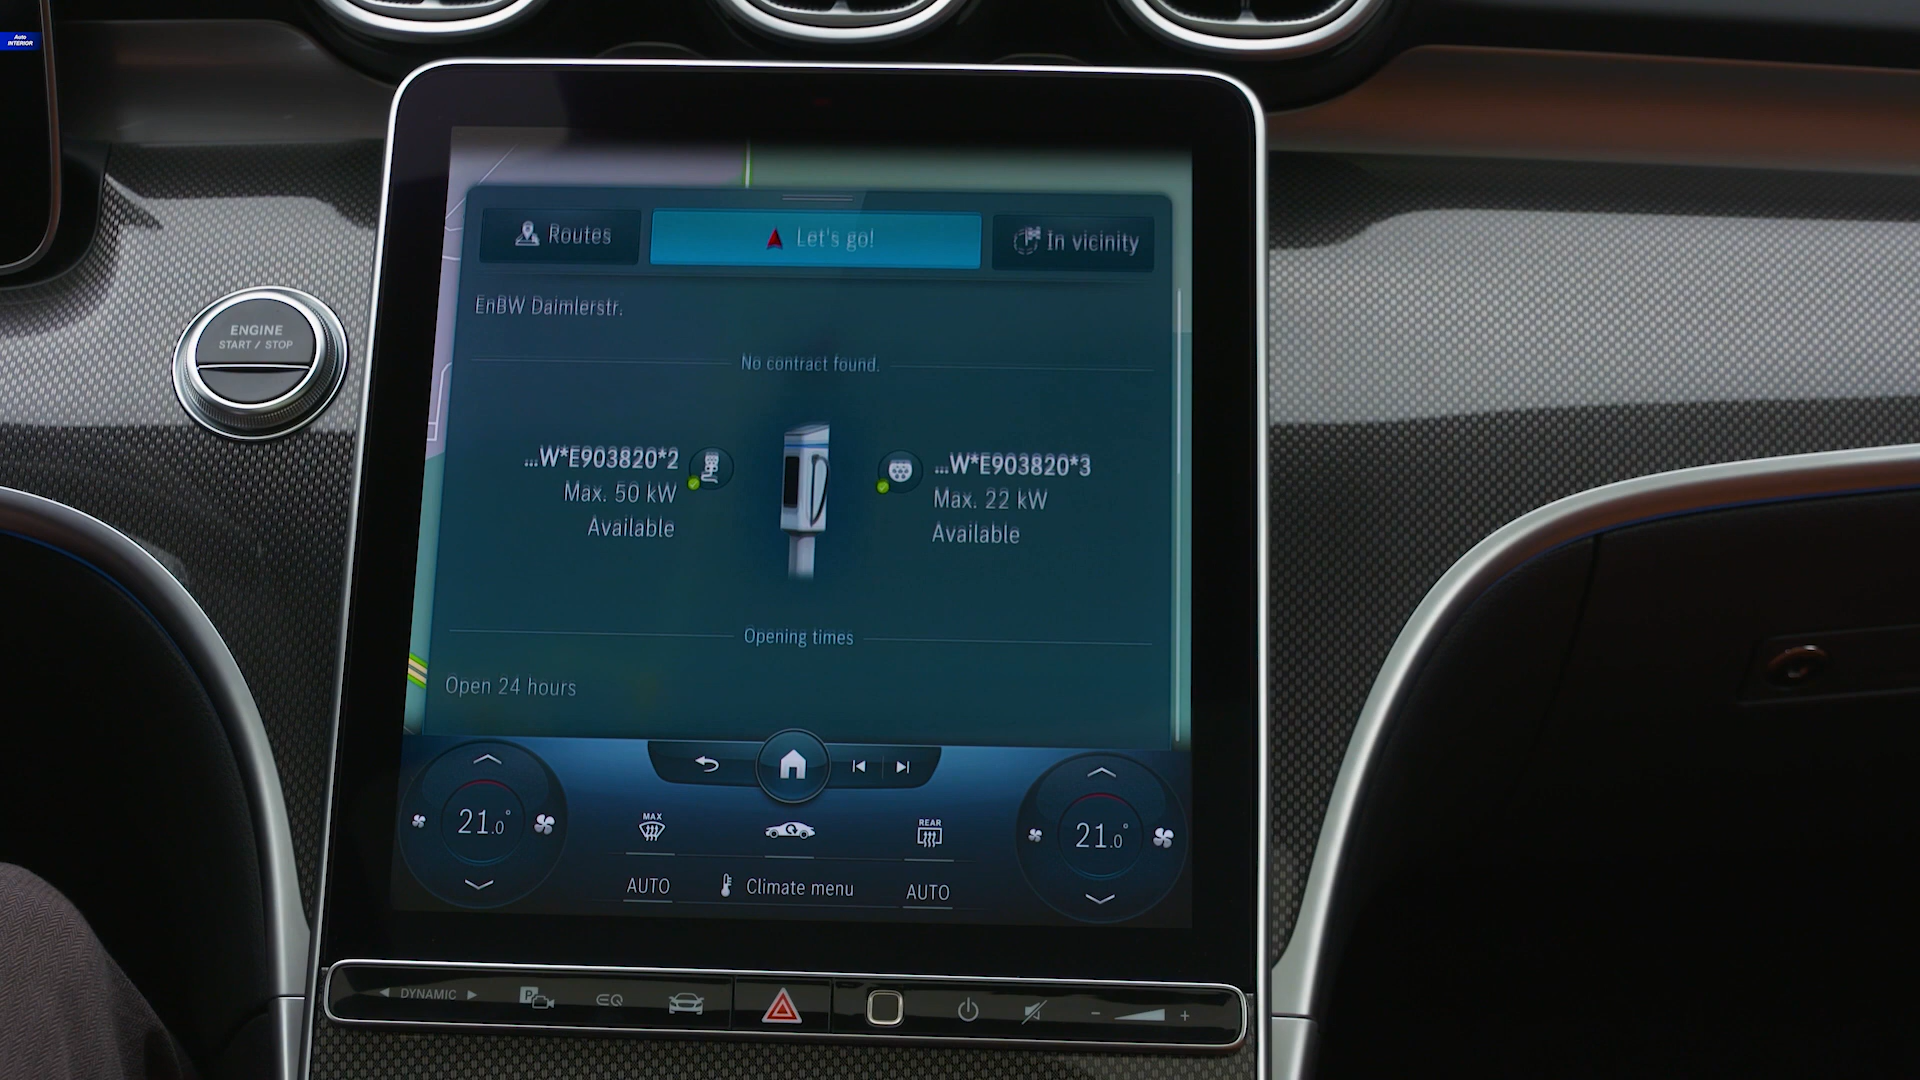 Auto
INTERIOR
ENGINE
START / STOP
Routes
Let's go!
In vicinity
EnBW Daimlerstr.
No contract found.
...W*E903820*2
Max. 50 kW
Available
...W*E903820*3
Max. 22 kW
Available
Opening times
Open 24 hours
21.0°
MAX
REAR
21.0°
AUTO
Climate menu
AUTO
DYNAMIC
P
EQ
− +